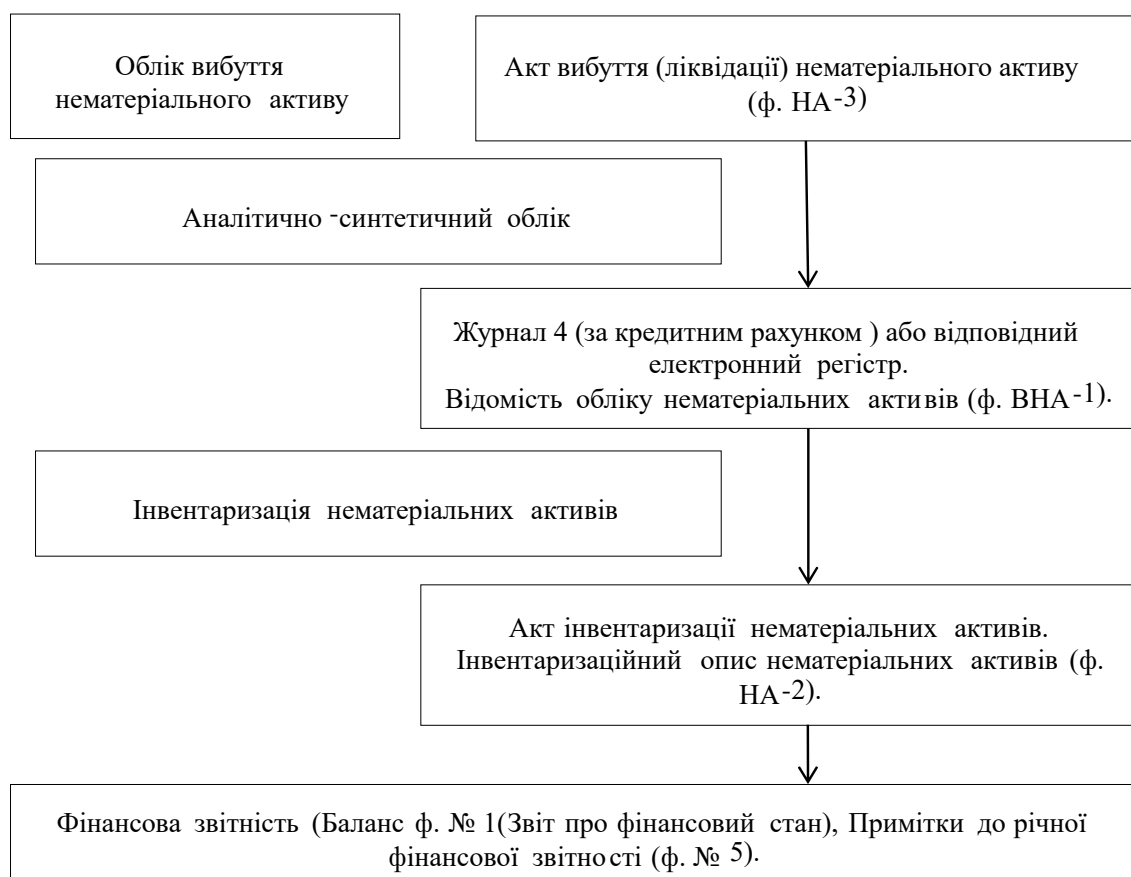 Облік вибуття
нематеріального активу
Акт вибуття (ліквідації) нематеріального активу
(ф. НА-3)
Аналітично -синтетичний облік
Журнал 4 (за кредитним рахунком ) або відповідний
електронний регістр.
Відомість обліку нематеріальних активів (ф. ВНА-1).
Інвентаризація нематеріальних активів
Акт інвентаризації нематеріальних активів.
Інвентаризаційний опис нематеріальних активів (ф.
НА-2).
Фінансова звітність (Баланс ф. № 1(Звіт про фінансовий стан), Примітки до річної
фінансової звітності (ф. № 5).